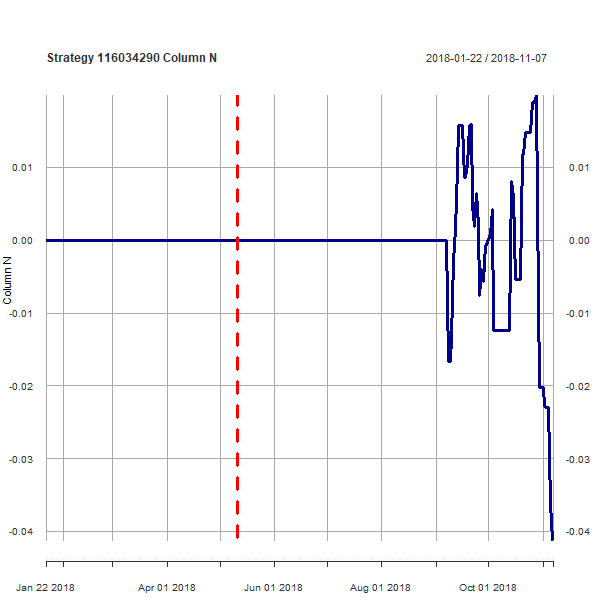 Strategy 116034290 Column N
2018-01-22 / 2018-11-07
0.01
0.00
-0.01
-0.02
-0.03
-0.04
Column N
0.01
0.00
-0.01
-0.02
-0.03
-0.04
Jan 22 2018
Apr 01 2018
Jun 01 2018
Aug 01 2018
Oct 01 2018